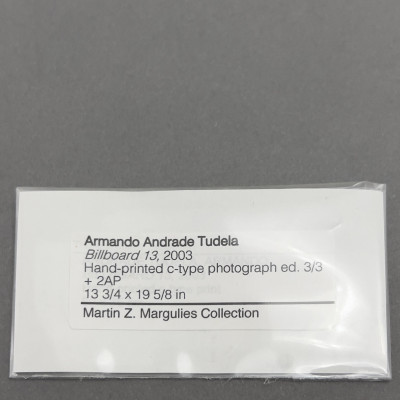 Armando Andrade Tudela
Billboard 13, 2003
Hand-printed c-type photograph ed. 3/3
+ 2AP
13 3/4 x 19 5/8 in
Martin Z. Margulies Collection